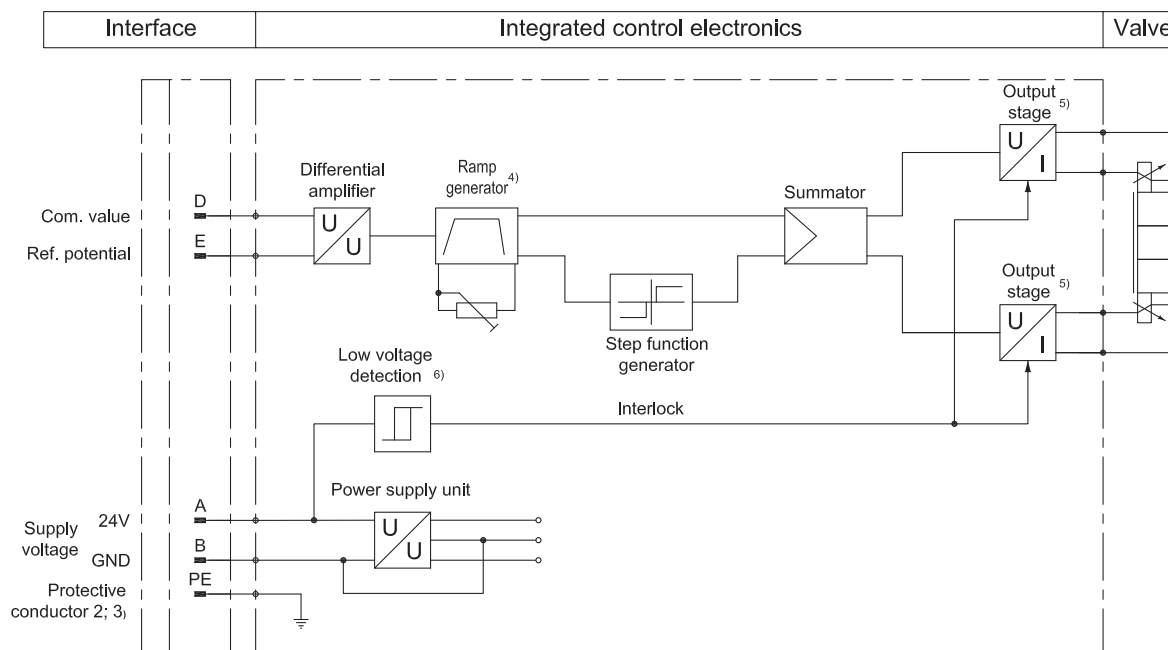 Interface
Integrated control electronics
Valve
Output
stage 5)
U
I
Differential
amplifier
Ramp
generator 4)
Summator
Com. value
D
U
U
Ref. potential
E
Output
stage 5)
U
I
Step function
generator
Low voltage
detection 6)
Interlock
Power supply unit
A
24V
U
U
Supply
voltage
B
GND
PE
Protective
conductor 2; 3)